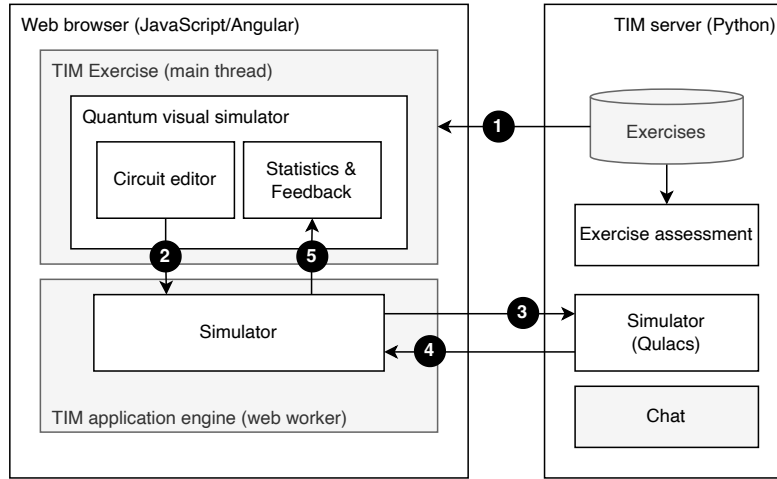 Web browser (JavaScript/Angular)
TIM Exercise (main thread)
Quantum visual simulator
Circuit editor
Statistics &
Feedback
2
5
Simulator
TIM application engine (web worker)
1
3
4
TIM server (Python)
Exercises
Exercise assessment
Simulator
(Qulacs)
Chat